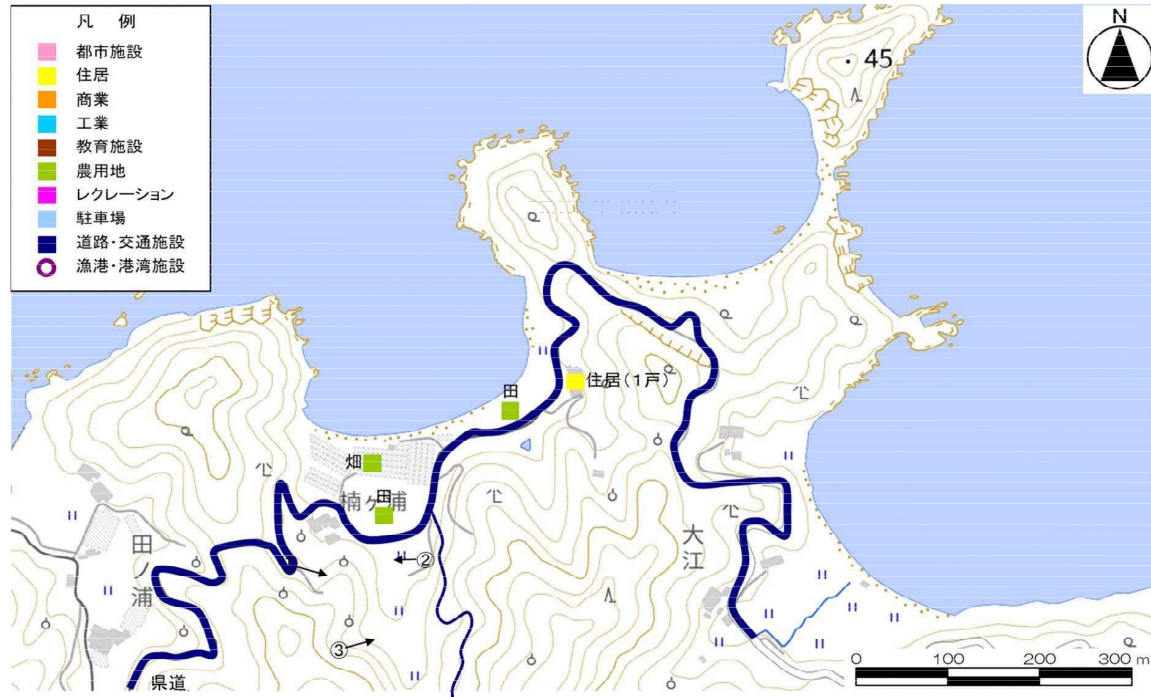 凡 例
都市施設
住居
商業
工業
教育施設
農用地
レクレーション
駐車場
道路・交通施設
漁港・港湾施設
N
45
住居(1戸)
田
畑
楠ヶ浦
田
田ノ浦
大江
②
③
県道
0 100 200 300 m